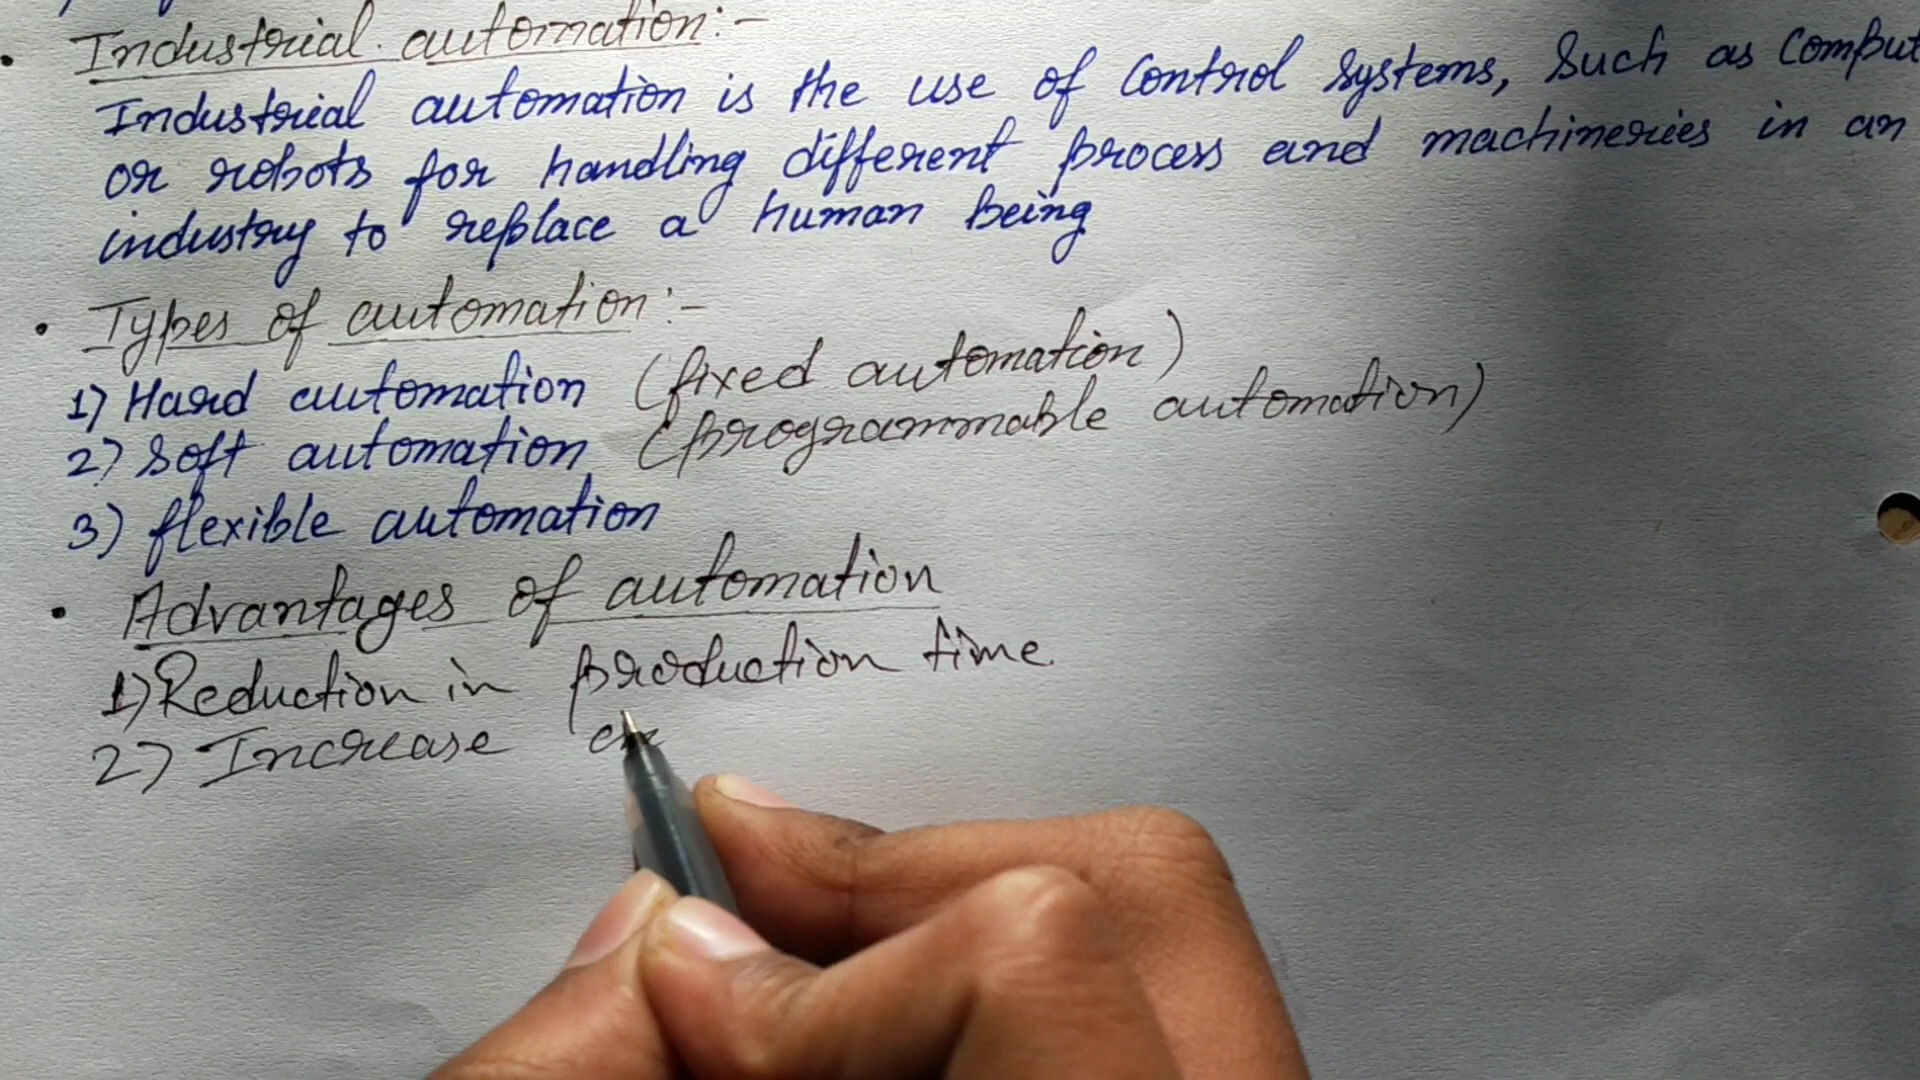 • Industrial automation:-
Industrial automation is the use of Control Systems, Such as Comput
or robots for handling different process and machineries in an
industry to replace a human being
• Types of automation:-
1) Hard automation (fixed automation)
2) Soft automation (programmable automation)
3) flexible automation
• Advantages of automation
1) Reduction in production time.
2) Increase